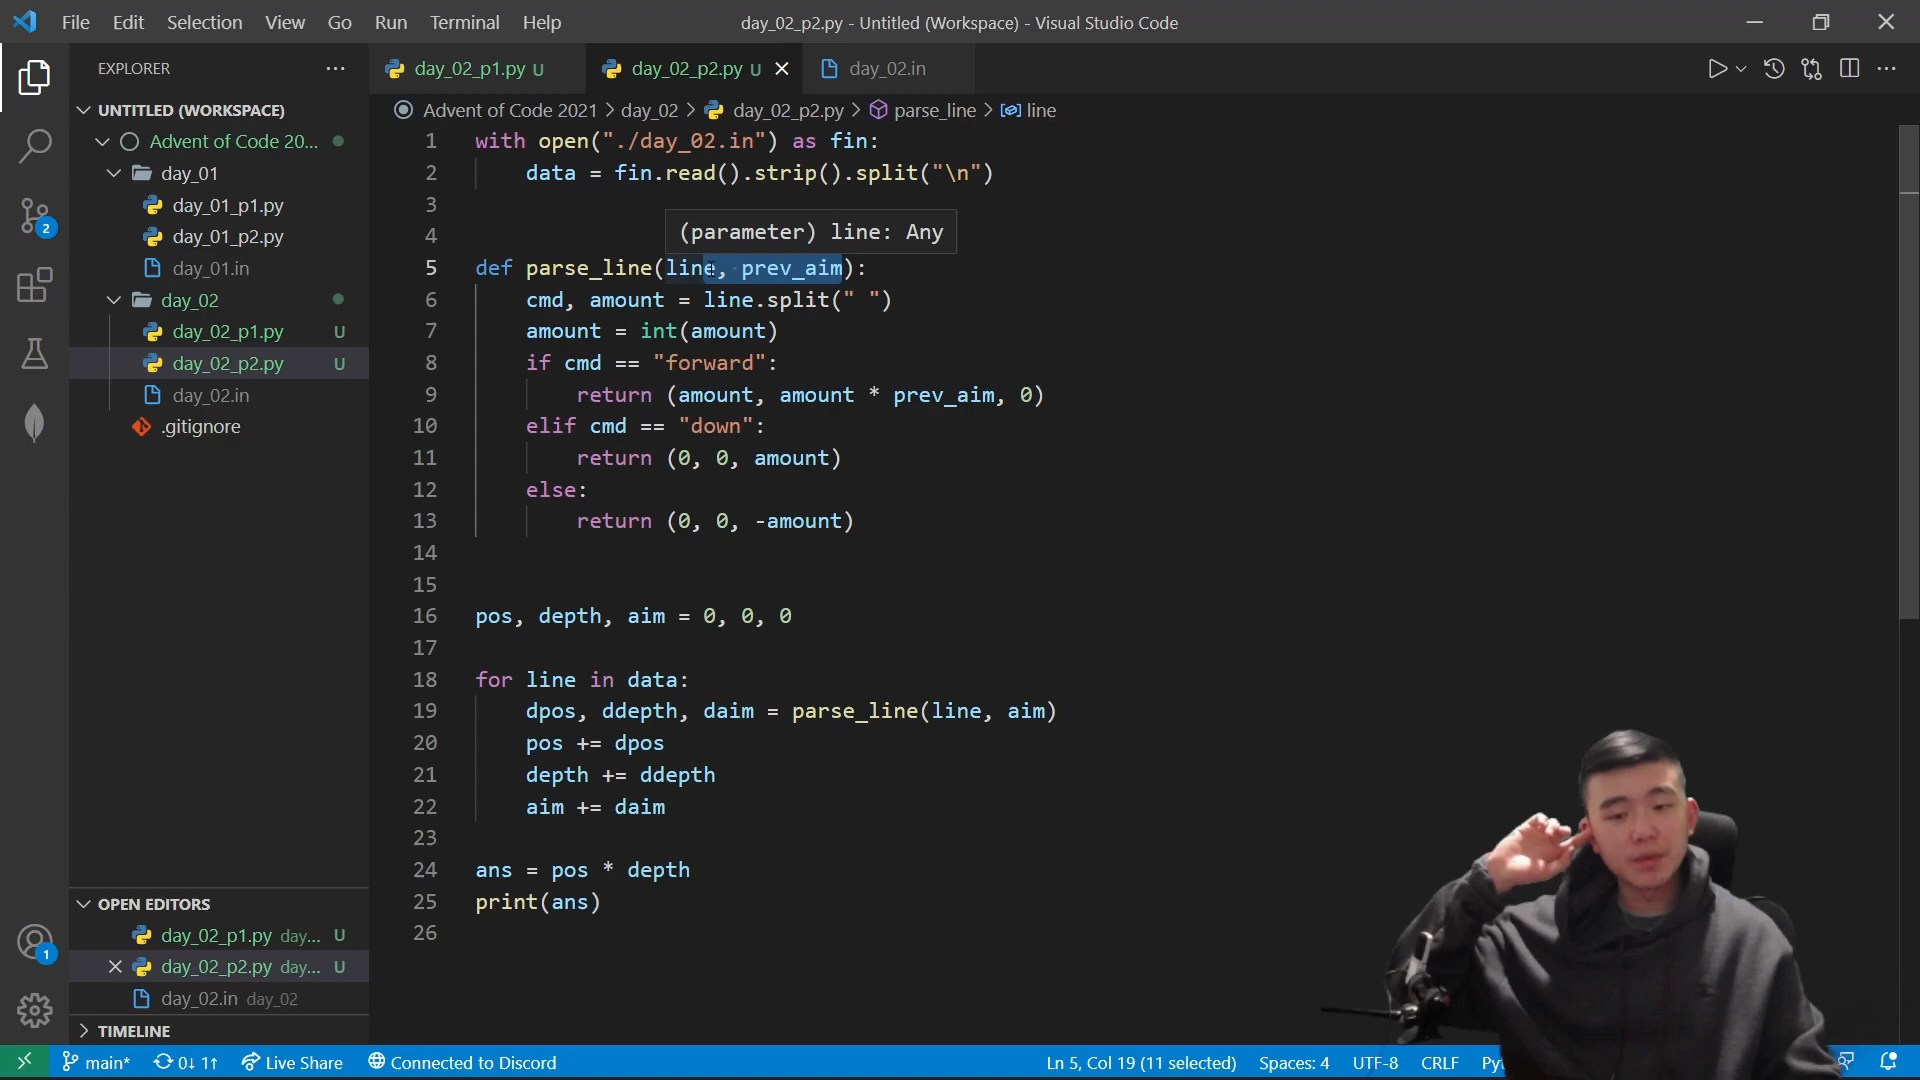 File Edit Selection View Go Run Terminal Help
day_02_p2.py - Untitled (Workspace) - Visual Studio Code
EXPLORER
UNTITLED (WORKSPACE)
Advent of Code 20...
day_01
day_01_p1.py
day_01_p2.py
day_01.in
day_02
day_02_p1.py U
day_02_p2.py U
day_02.in
.gitignore
OPEN EDITORS
day_02_p1.py day... U
day_02_p2.py day... U
day_02.in day_02
TIMELINE
2
1
day_02_p1.py U day_02_p2.py U day_02.in
Advent of Code 2021 > day_02 > day_02_p2.py > parse_line > line
1 with open("./day_02.in") as fin:
2     data = fin.read().strip().split("\n")
3
(parameter) line: Any
4
5 def parse_line(line, prev_aim):
6     cmd, amount = line.split(" ")
7     amount = int(amount)
8     if cmd == "forward":
9         return (amount, amount * prev_aim, 0)
10     elif cmd == "down":
11         return (0, 0, amount)
12     else:
13         return (0, 0, -amount)
14
15
16 pos, depth, aim = 0, 0, 0
17
18 for line in data:
19     dpos, ddepth, daim = parse_line(line, aim)
20     pos += dpos
21     depth += ddepth
22     aim += daim
23
24 ans = pos * depth
25 print(ans)
26
main* 0↓ 1↑ Live Share Connected to Discord Ln 5, Col 19 (11 selected) Spaces: 4 UTF-8 CRLF